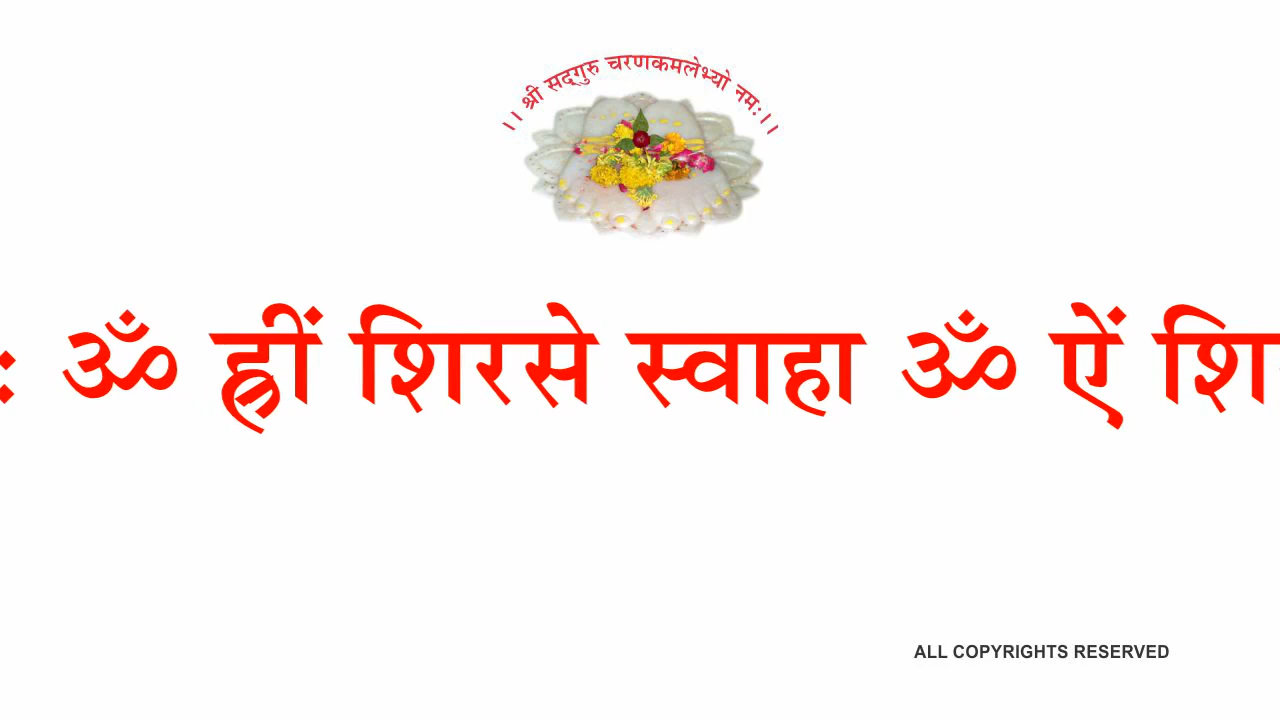 ।। श्री सद्‌गुरु चरणकमलेभ्यो नमः।।
ॐ ह्रीं शिरसे स्वाहा ॐ ऐं
ALL COPYRIGHTS RESERVED